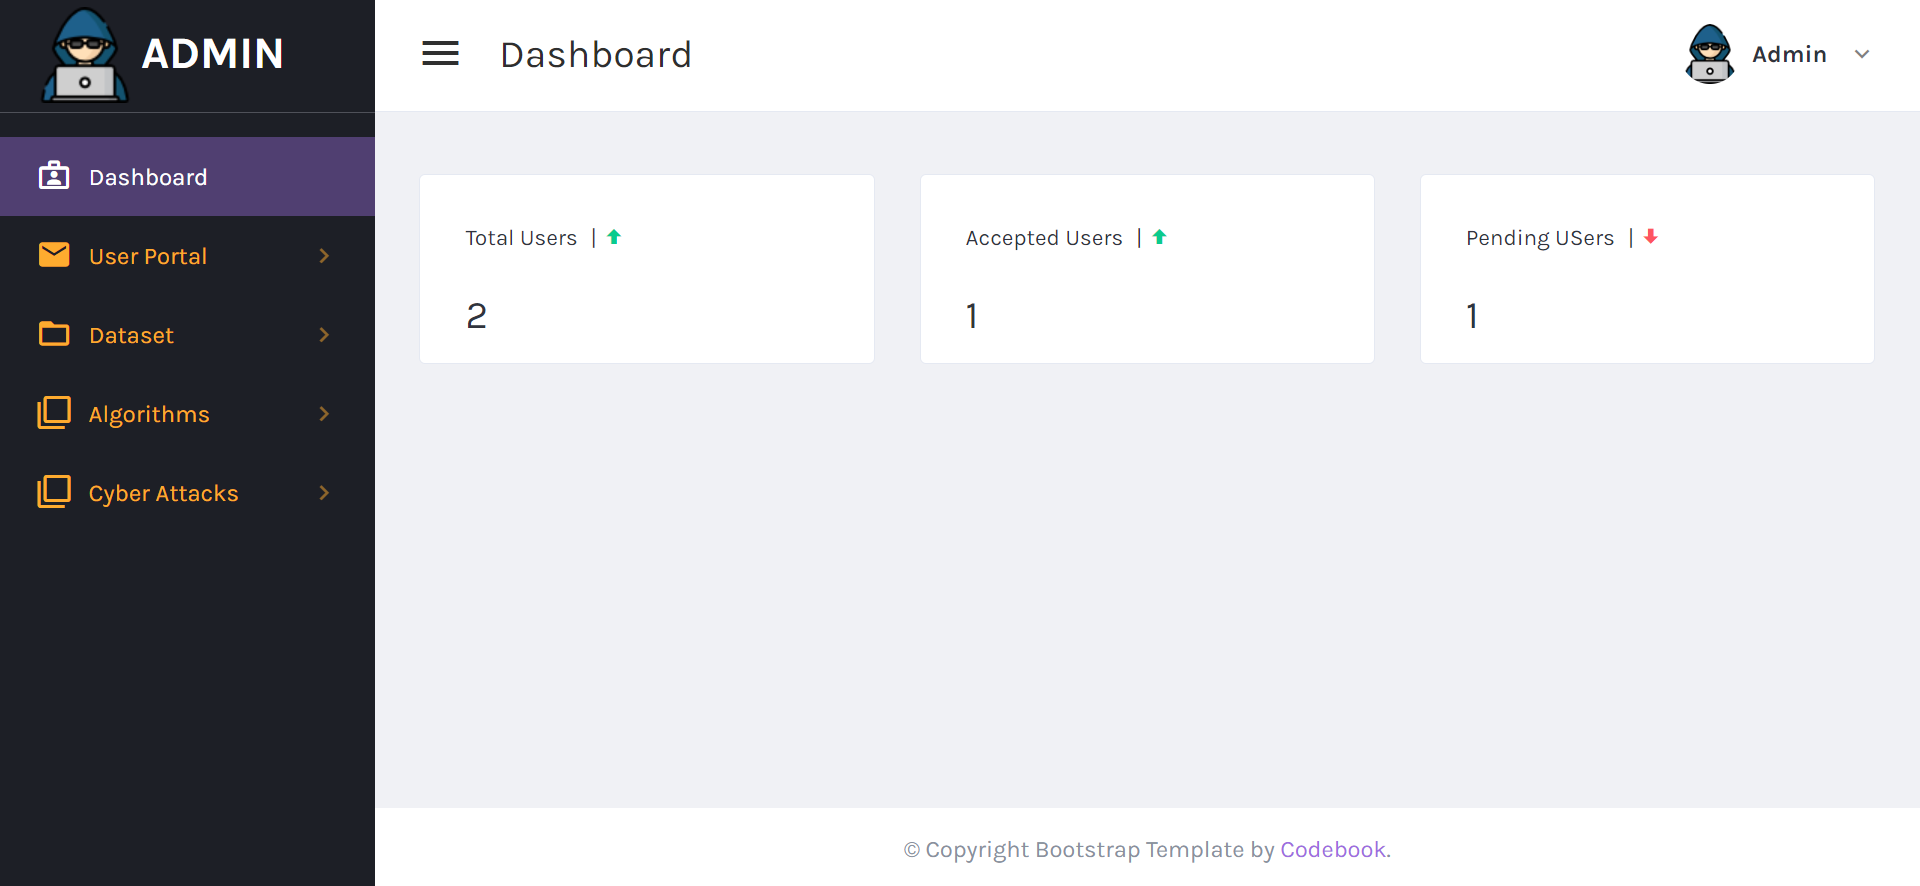 ADMIN
Dashboard
Admin
Dashboard
User Portal
Dataset
Algorithms
Cyber Attacks
Total Users |
2
Accepted Users |
1
Pending USers |
1
© Copyright Bootstrap Template by Codebook.